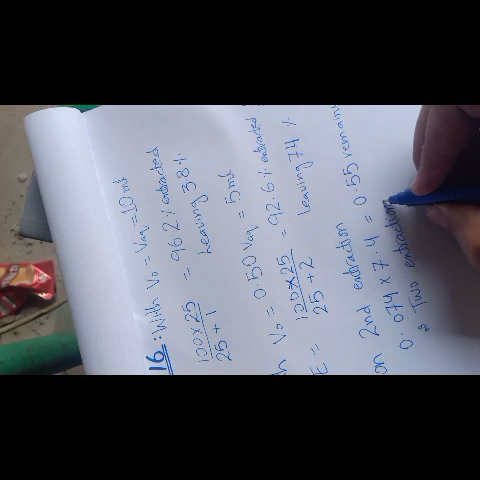 16: With Vo = Vaq = 10 ml
100 x 25 / 25 + 1 = 96.2 % extracted
Leaving 3.8 %
Vo = 0.50 Vaq = 5 ml
E = 100 x 25 / 25 + 2 = 92.6 % extracted
Leaving 7.4 %
on 2nd extraction
0.074 x 7.4 = 0.55 remain
Two extraction